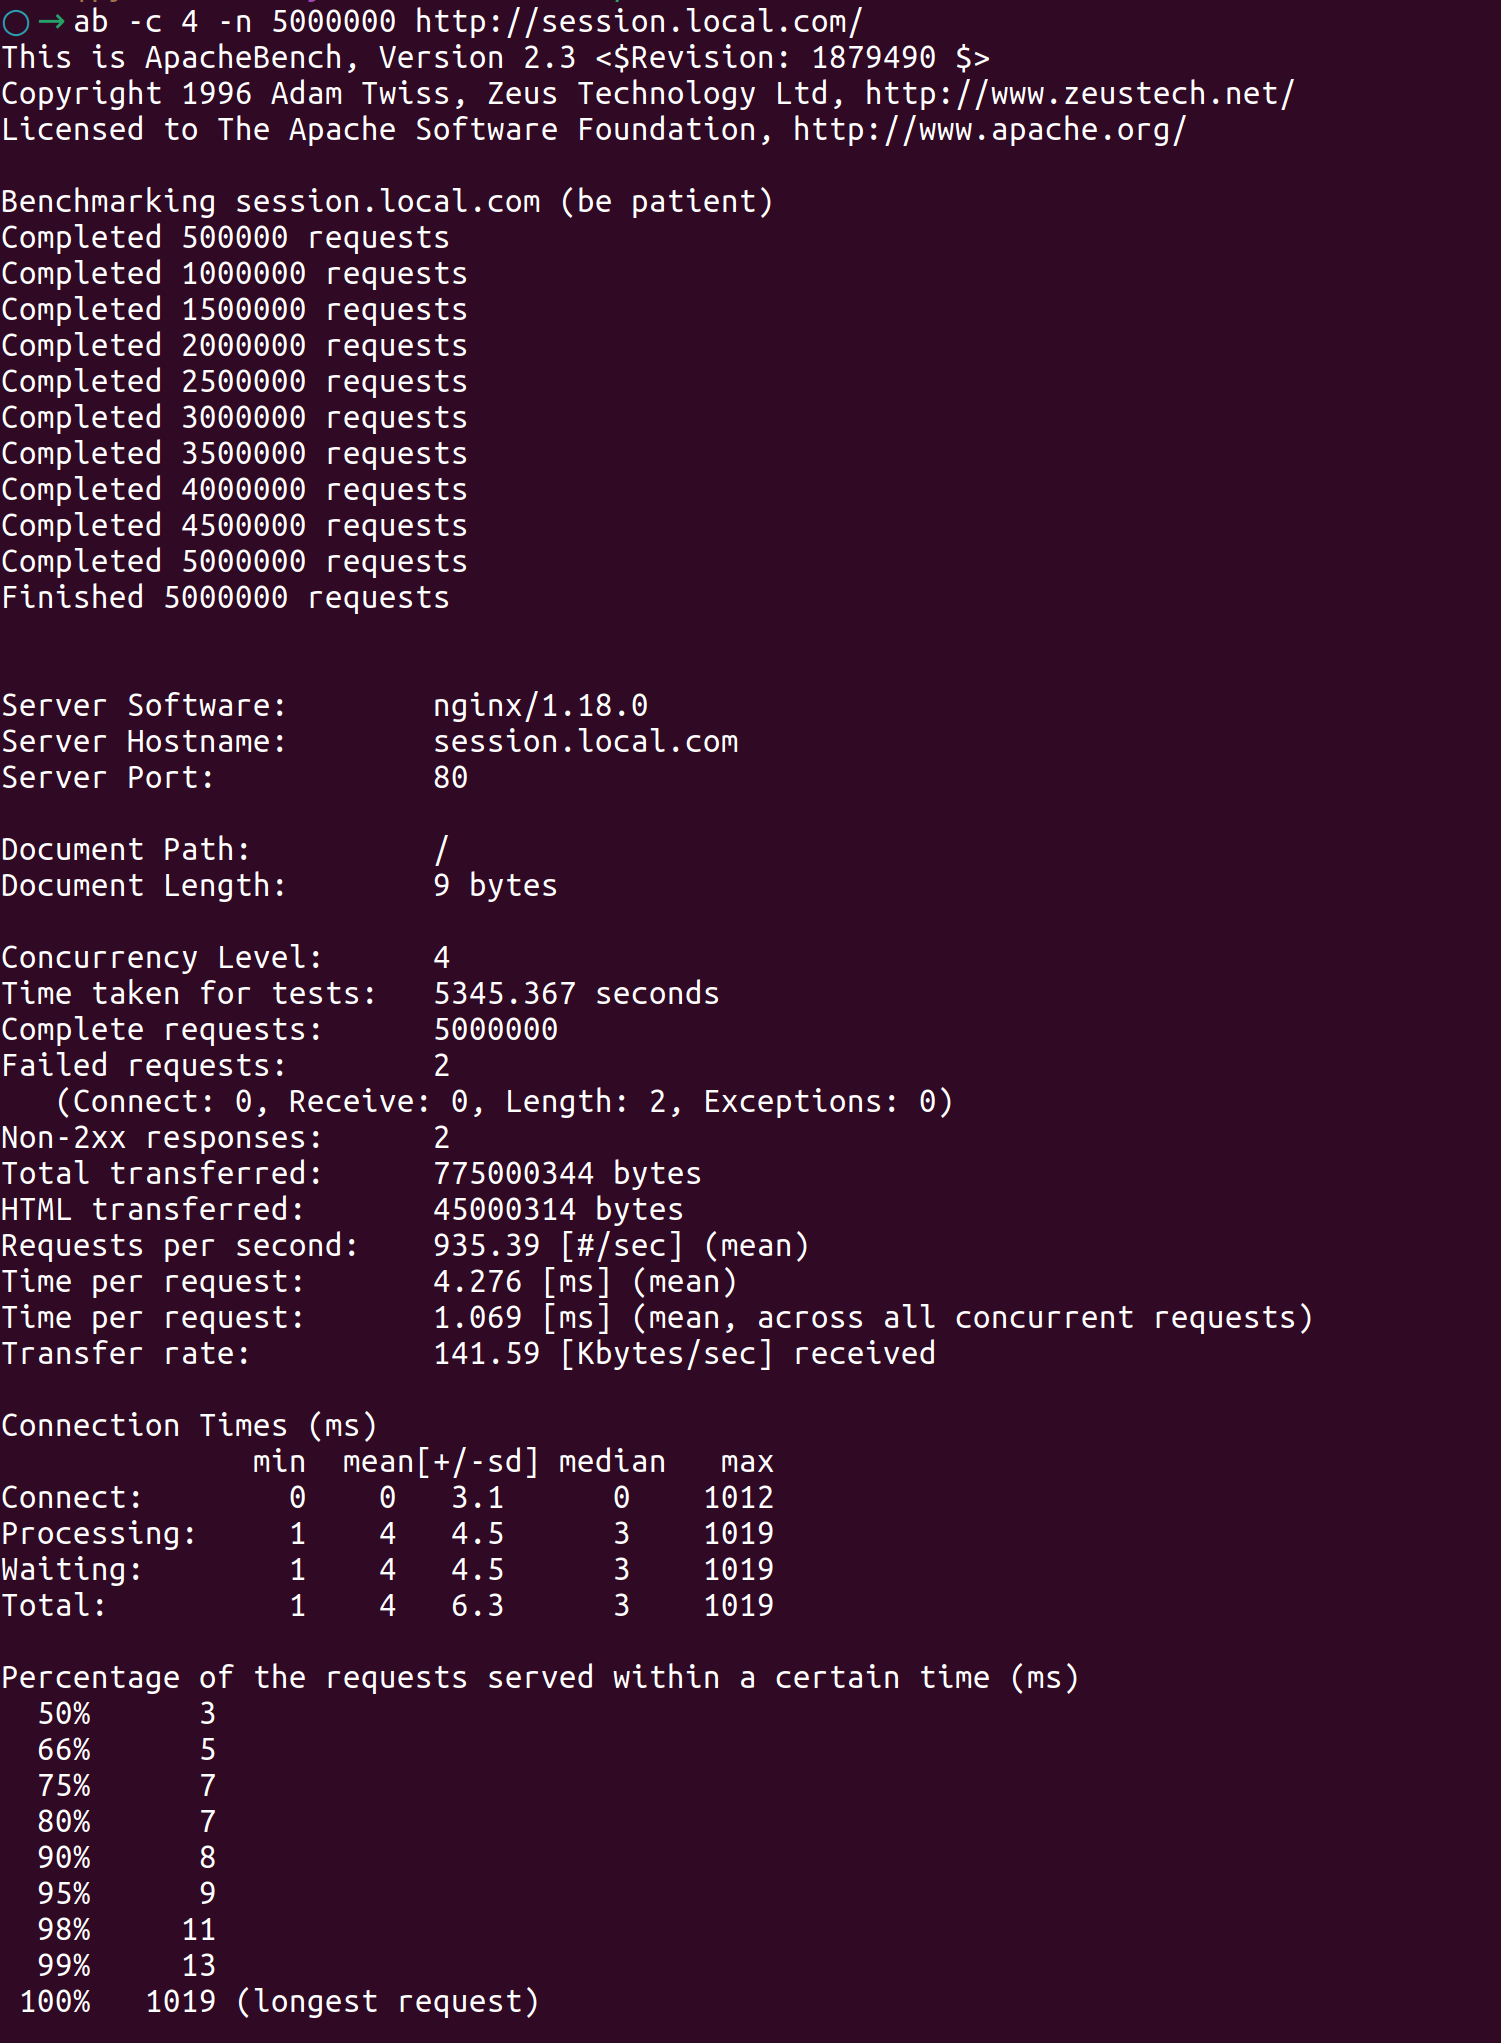 ○ → ab -c 4 -n 5000000 http://session.local.com/
This is ApacheBench, Version 2.3 <$Revision: 1879490 $>
Copyright 1996 Adam Twiss, Zeus Technology Ltd, http://www.zeustech.net/
Licensed to The Apache Software Foundation, http://www.apache.org/

Benchmarking session.local.com (be patient)
Completed 500000 requests
Completed 1000000 requests
Completed 1500000 requests
Completed 2000000 requests
Completed 2500000 requests
Completed 3000000 requests
Completed 3500000 requests
Completed 4000000 requests
Completed 4500000 requests
Completed 5000000 requests
Finished 5000000 requests


Server Software:        nginx/1.18.0
Server Hostname:        session.local.com
Server Port:            80

Document Path:          /
Document Length:        9 bytes

Concurrency Level:      4
Time taken for tests:   5345.367 seconds
Complete requests:      5000000
Failed requests:        2
   (Connect: 0, Receive: 0, Length: 2, Exceptions: 0)
Non-2xx responses:      2
Total transferred:      775000344 bytes
HTML transferred:       45000314 bytes
Requests per second:    935.39 [#/sec] (mean)
Time per request:       4.276 [ms] (mean)
Time per request:       1.069 [ms] (mean, across all concurrent requests)
Transfer rate:          141.59 [Kbytes/sec] received

Connection Times (ms)
              min  mean[+/-sd] median   max
Connect:        0    0   3.1      0    1012
Processing:     1    4   4.5      3    1019
Waiting:        1    4   4.5      3    1019
Total:          1    4   6.3      3    1019

Percentage of the requests served within a certain time (ms)
  50%      3
  66%      5
  75%      7
  80%      7
  90%      8
  95%      9
  98%     11
  99%     13
 100%   1019 (longest request)